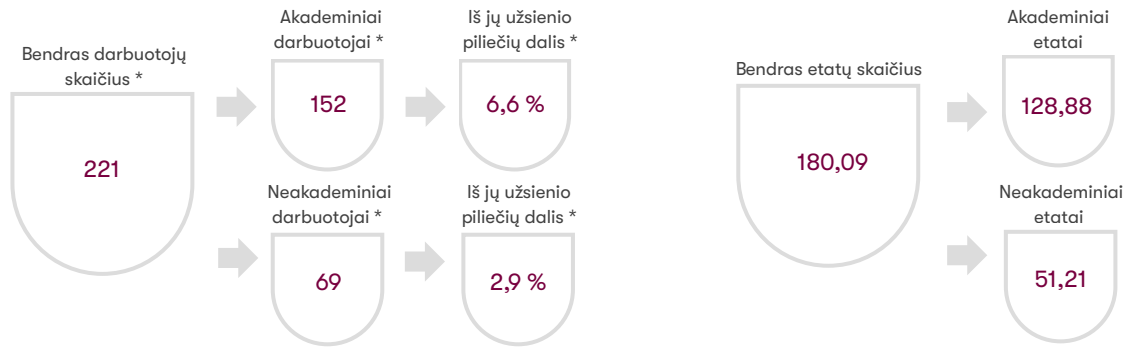 Bendras darbuotojų
skaičius *
221
Akademiniai
darbuotojai *
152
Iš jų užsienio
piliečių dalis *
6,6 %
Neakademiniai
darbuotojai *
69
Iš jų užsienio
piliečių dalis *
2,9 %
Bendras etatų skaičius
180,09
Akademiniai
etatai
128,88
Neakademiniai
etatai
51,21